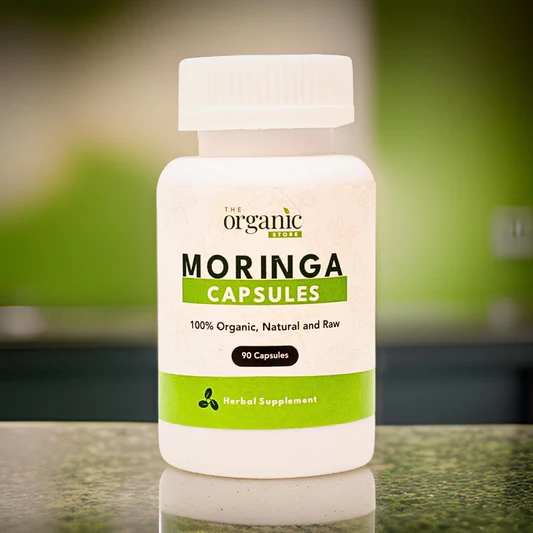 THE
organic
STORE
MORINGA
CAPSULES
100% Organic, Natural and Raw
90 Capsules
Herbal Supplement